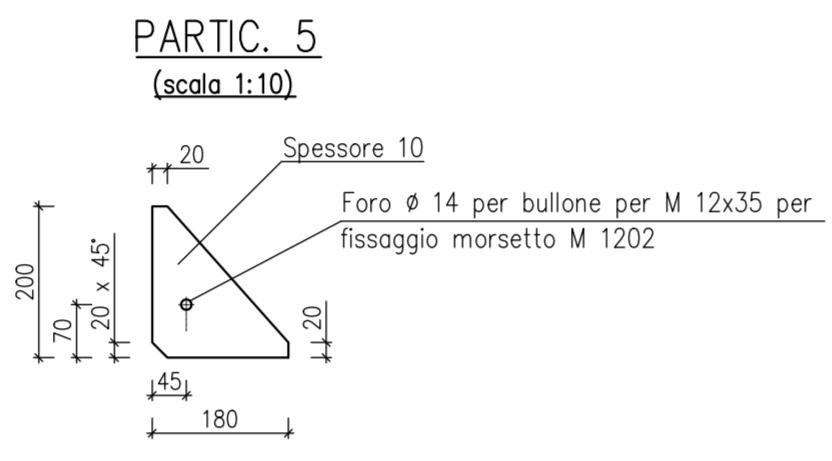 PARTIC. 5
(scala 1:10)
20
Spessore 10
Foro ø 14 per bullone per M 12x35 per
fissaggio morsetto M 1202
200
70
20 x 45°
20
45
180